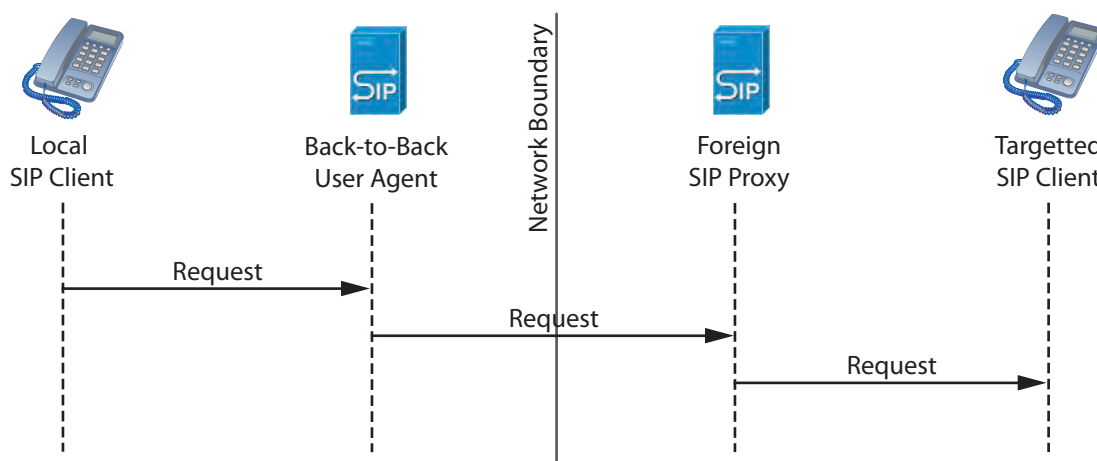 SIP
SIP
Network Boundary
Local
SIP Client
Back-to-Back
User Agent
Foreign
SIP Proxy
Targetted
SIP Client
Request
Request
Request